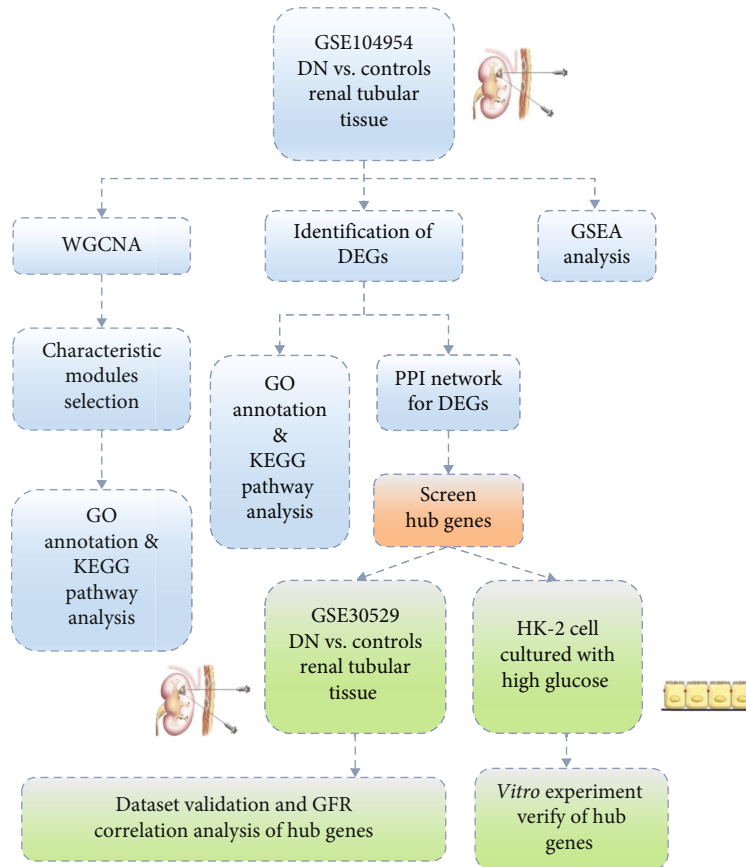 GSE104954
DN vs. controls
renal tubular
tissue
WGCNA
Identification of
DEGs
GSEA
analysis
Characteristic
modules
selection
GO
annotation
&
KEGG
pathway
analysis
PPI network
for DEGs
GO
annotation &
KEGG
pathway
analysis
Screen
hub genes
GSE30529
DN vs. controls
renal tubular
tissue
HK-2 cell
cultured with
high glucose
Dataset validation and GFR
correlation analysis of hub genes
Vitro experiment
verify of hub
genes